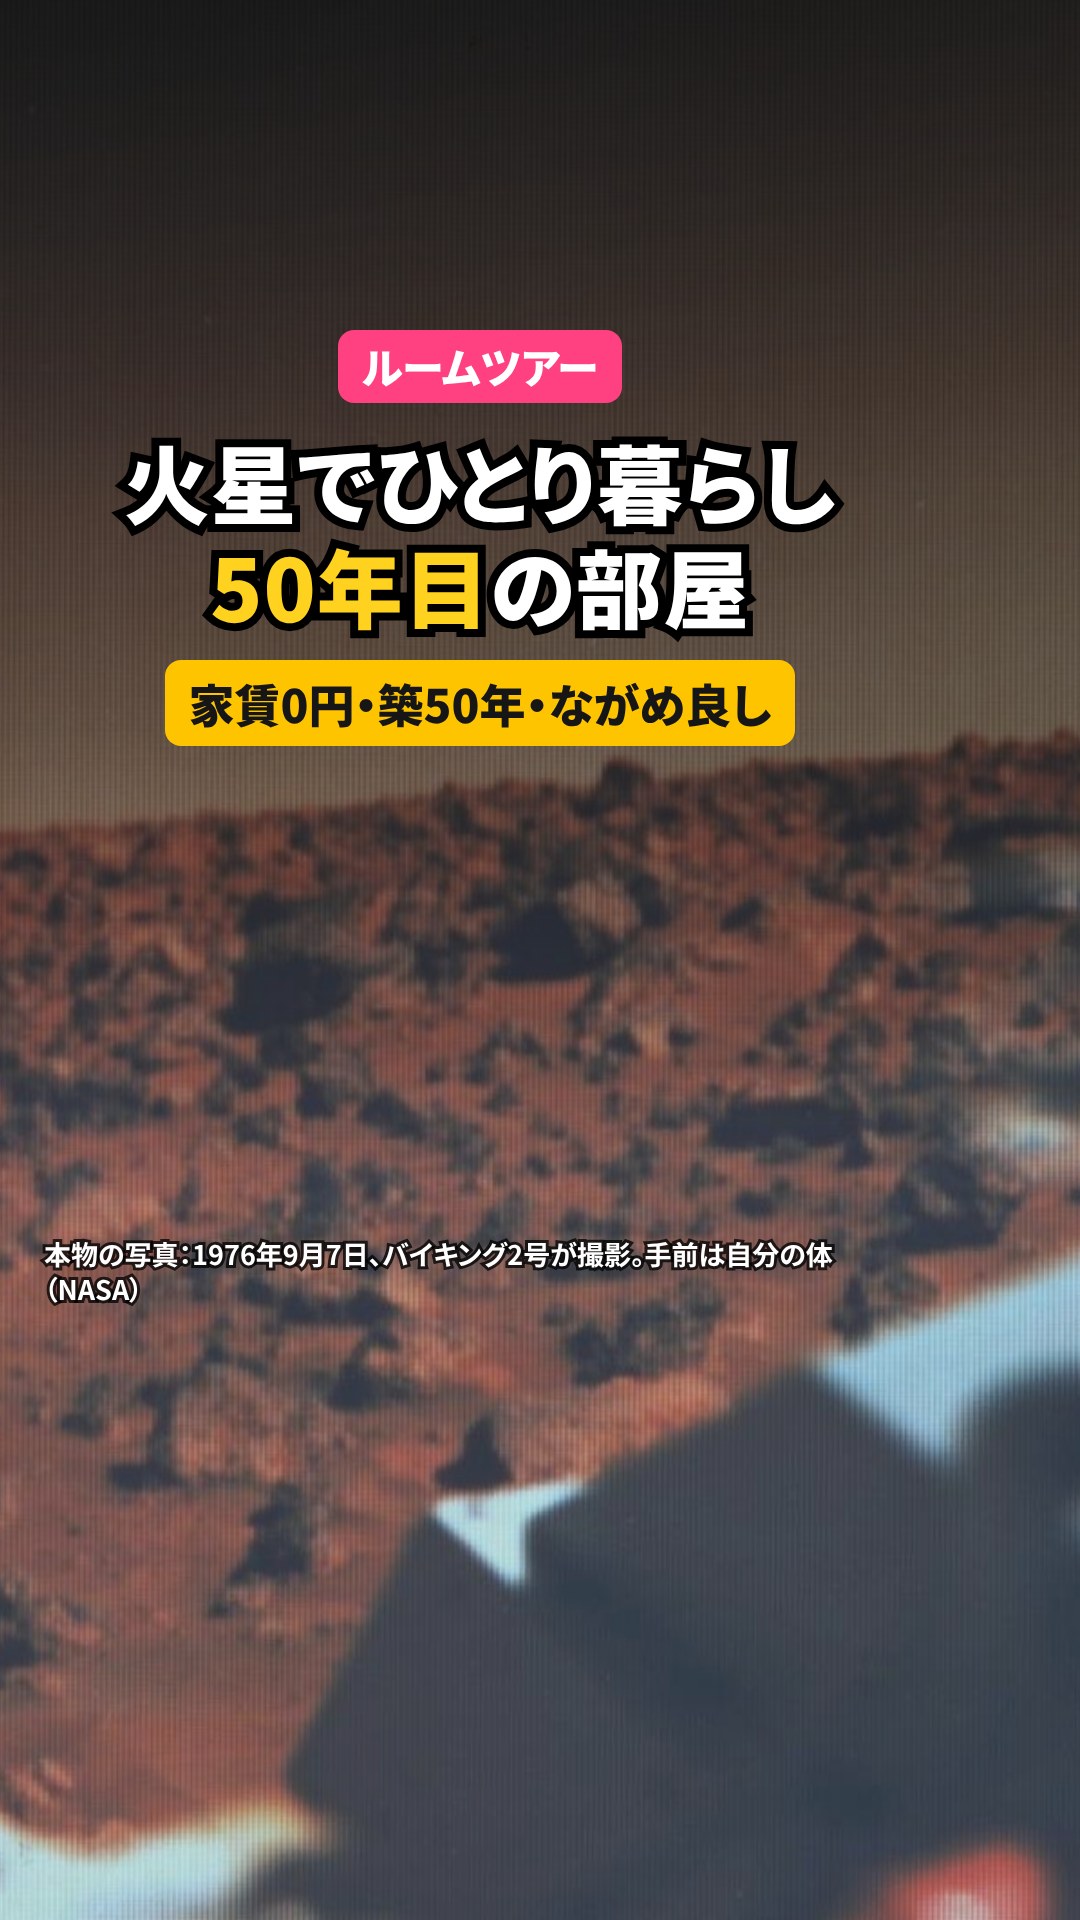 ルームツアー
火星でひとり暮らし
50年目の部屋
家賃0円・築50年・ながめ良し
本物の写真：1976年9月7日、バイキング2号が撮影。手前は自分の体
（NASA）